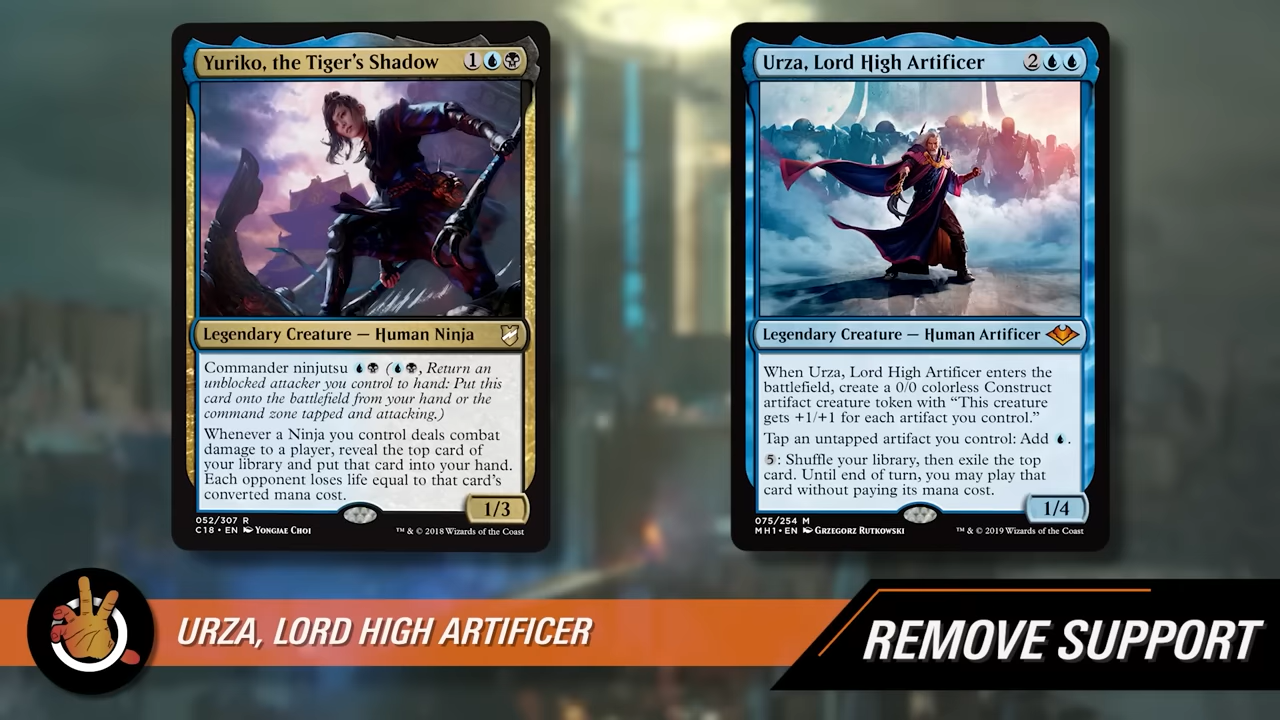 Yuriko, the Tiger's Shadow 1
Legendary Creature — Human Ninja
Commander ninjutsu (, Return an
unblocked attacker you control to hand: Put this
card onto the battlefield from your hand or the
command zone tapped and attacking.)
Whenever a Ninja you control deals combat
damage to a player, reveal the top card of
your library and put that card into your hand.
Each opponent loses life equal to that card's
converted mana cost.
1/3
052/307 R
C18 • EN Yongjae Choi
™ & © 2018 Wizards of the Coast
Urza, Lord High Artificer 2
Legendary Creature — Human Artificer
When Urza, Lord High Artificer enters the
battlefield, create a 0/0 colorless Construct
artifact creature token with “This creature
gets +1/+1 for each artifact you control.”
Tap an untapped artifact you control: Add .
5: Shuffle your library, then exile the top
card. Until end of turn, you may play that
card without paying its mana cost.
1/4
075/254 M
MH1 • EN Grzegorz Rutkowski
™ & © 2019 Wizards of the Coast
URZA, LORD HIGH ARTIFICER
REMOVE SUPPORT